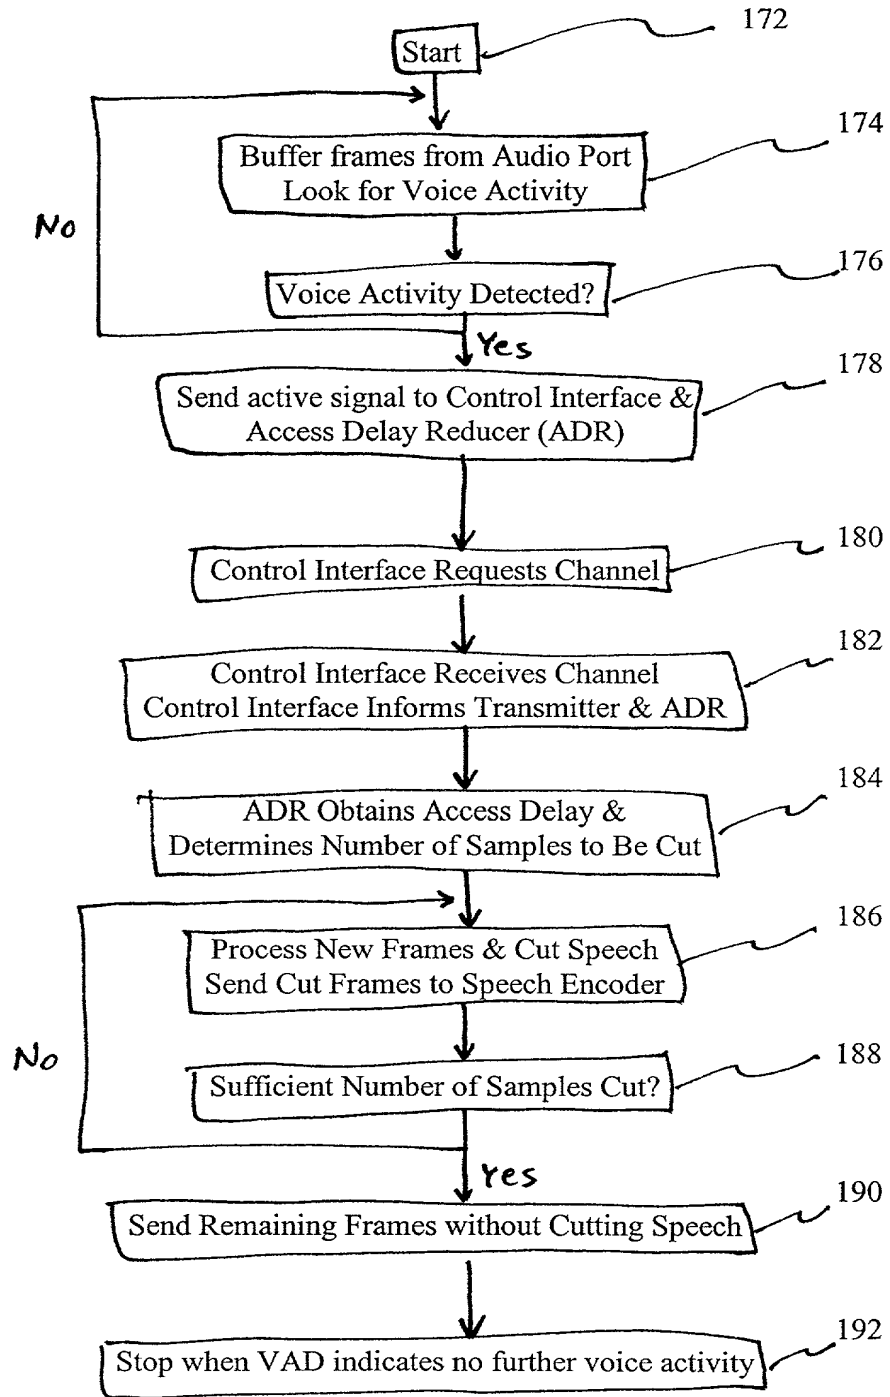 172
Start
174
Buffer frames from Audio Port
Look for Voice Activity
No
176
Voice Activity Detected?
Yes
178
Send active signal to Control Interface &
Access Delay Reducer (ADR)
180
Control Interface Requests Channel
182
Control Interface Receives Channel
Control Interface Informs Transmitter & ADR
184
ADR Obtains Access Delay &
Determines Number of Samples to Be Cut
186
Process New Frames & Cut Speech
Send Cut Frames to Speech Encoder
No
188
Sufficient Number of Samples Cut?
Yes
190
Send Remaining Frames without Cutting Speech
192
Stop when VAD indicates no further voice activity